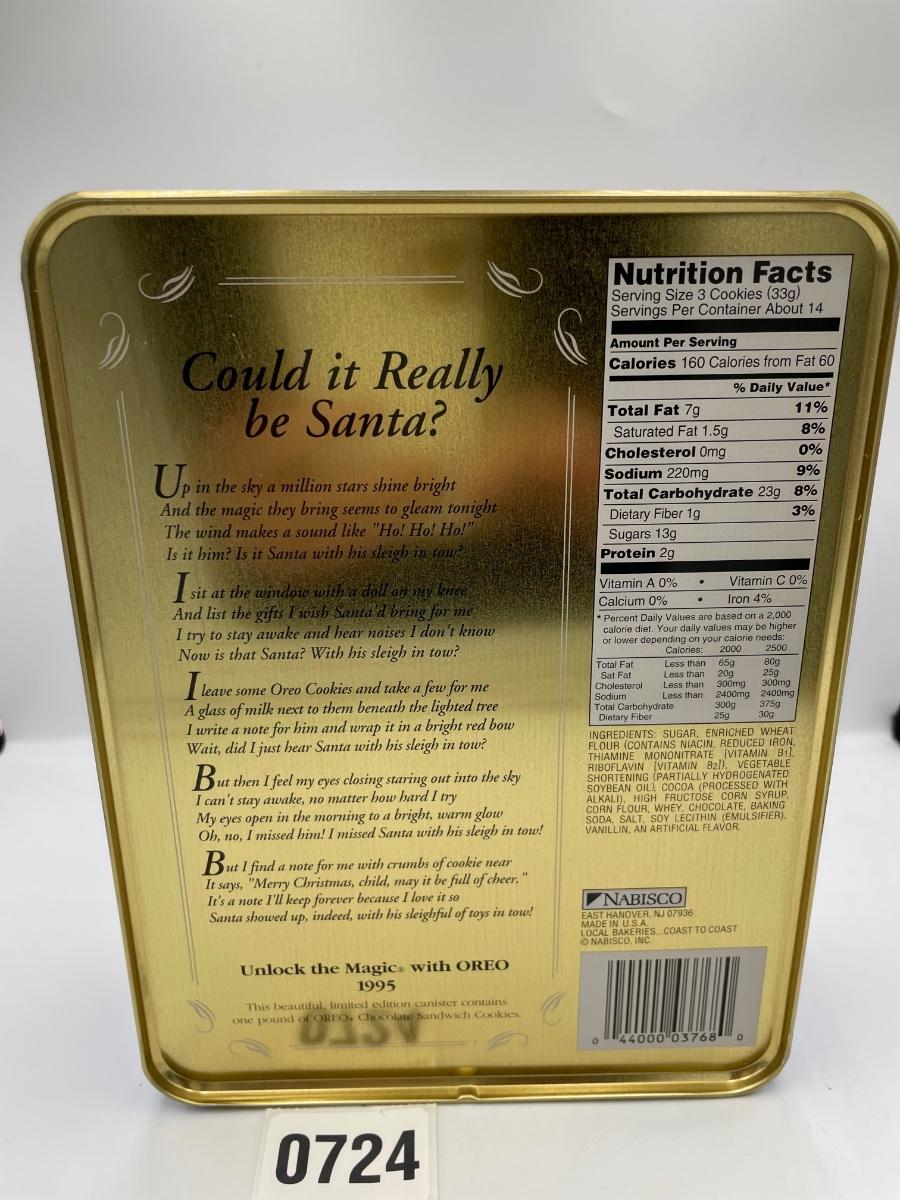 Could it Really
be Santa?
Up in the sky a million stars shine bright
And the magic they bring seems to gleam tonight
The wind makes a sound like "Ho! Ho! Ho!"
Is it him? Is it Santa with his sleigh in tow?
I sit at the window with a doll on my knee
And list the gifts I wish Santa'd bring for me
I try to stay awake and hear noises I don't know
Now is that Santa? With his sleigh in tow?
I leave some Oreo Cookies and take a few for me
A glass of milk next to them beneath the lighted tree
I write a note for him and wrap it in a bright red bow
Wait, did I just hear Santa with his sleigh in tow?
But then I feel my eyes closing staring out into the sky
I can't stay awake, no matter how hard I try
My eyes open in the morning to a bright, warm glow
Oh, no, I missed him! I missed Santa with his sleigh in tow!
But I find a note for me with crumbs of cookie near
It says, "Merry Christmas, child, may it be full of cheer."
It's a note I'll keep forever because I love it so
Santa showed up, indeed, with his sleighful of toys in tow!
Unlock the Magic® with OREO
1995
This beautiful, limited edition canister contains
one pound of OREO® Chocolate Sandwich Cookies.
Nutrition Facts
Serving Size 3 Cookies (33g)
Servings Per Container About 14
Amount Per Serving
Calories 160 Calories from Fat 60
% Daily Value*
Total Fat 7g 11%
Saturated Fat 1.5g 8%
Cholesterol 0mg 0%
Sodium 220mg 9%
Total Carbohydrate 23g 8%
Dietary Fiber 1g 3%
Sugars 13g
Protein 2g
Vitamin A 0% • Vitamin C 0%
Calcium 0% • Iron 4%
* Percent Daily Values are based on a 2,000
calorie diet. Your daily values may be higher
or lower depending on your calorie needs:
Calories: 2000 2500
Total Fat Less than 65g 80g
Sat Fat Less than 20g 25g
Cholesterol Less than 300mg 300mg
Sodium Less than 2400mg 2400mg
Total Carbohydrate 300g 375g
Dietary Fiber 25g 30g
INGREDIENTS: SUGAR, ENRICHED WHEAT
FLOUR (CONTAINS NIACIN, REDUCED IRON,
THIAMINE MONONITRATE [VITAMIN B1],
RIBOFLAVIN [VITAMIN B2]), VEGETABLE
SHORTENING (PARTIALLY HYDROGENATED
SOYBEAN OIL), COCOA (PROCESSED WITH
ALKALI), HIGH FRUCTOSE CORN SYRUP,
CORN FLOUR, WHEY, CHOCOLATE, BAKING
SODA, SALT, SOY LECITHIN (EMULSIFIER),
VANILLIN, AN ARTIFICIAL FLAVOR.
NABISCO
EAST HANOVER, NJ 07936
MADE IN U.S.A.
LOCAL BAKERIES...COAST TO COAST
© NABISCO, INC.
0 44000 03768 0
0724